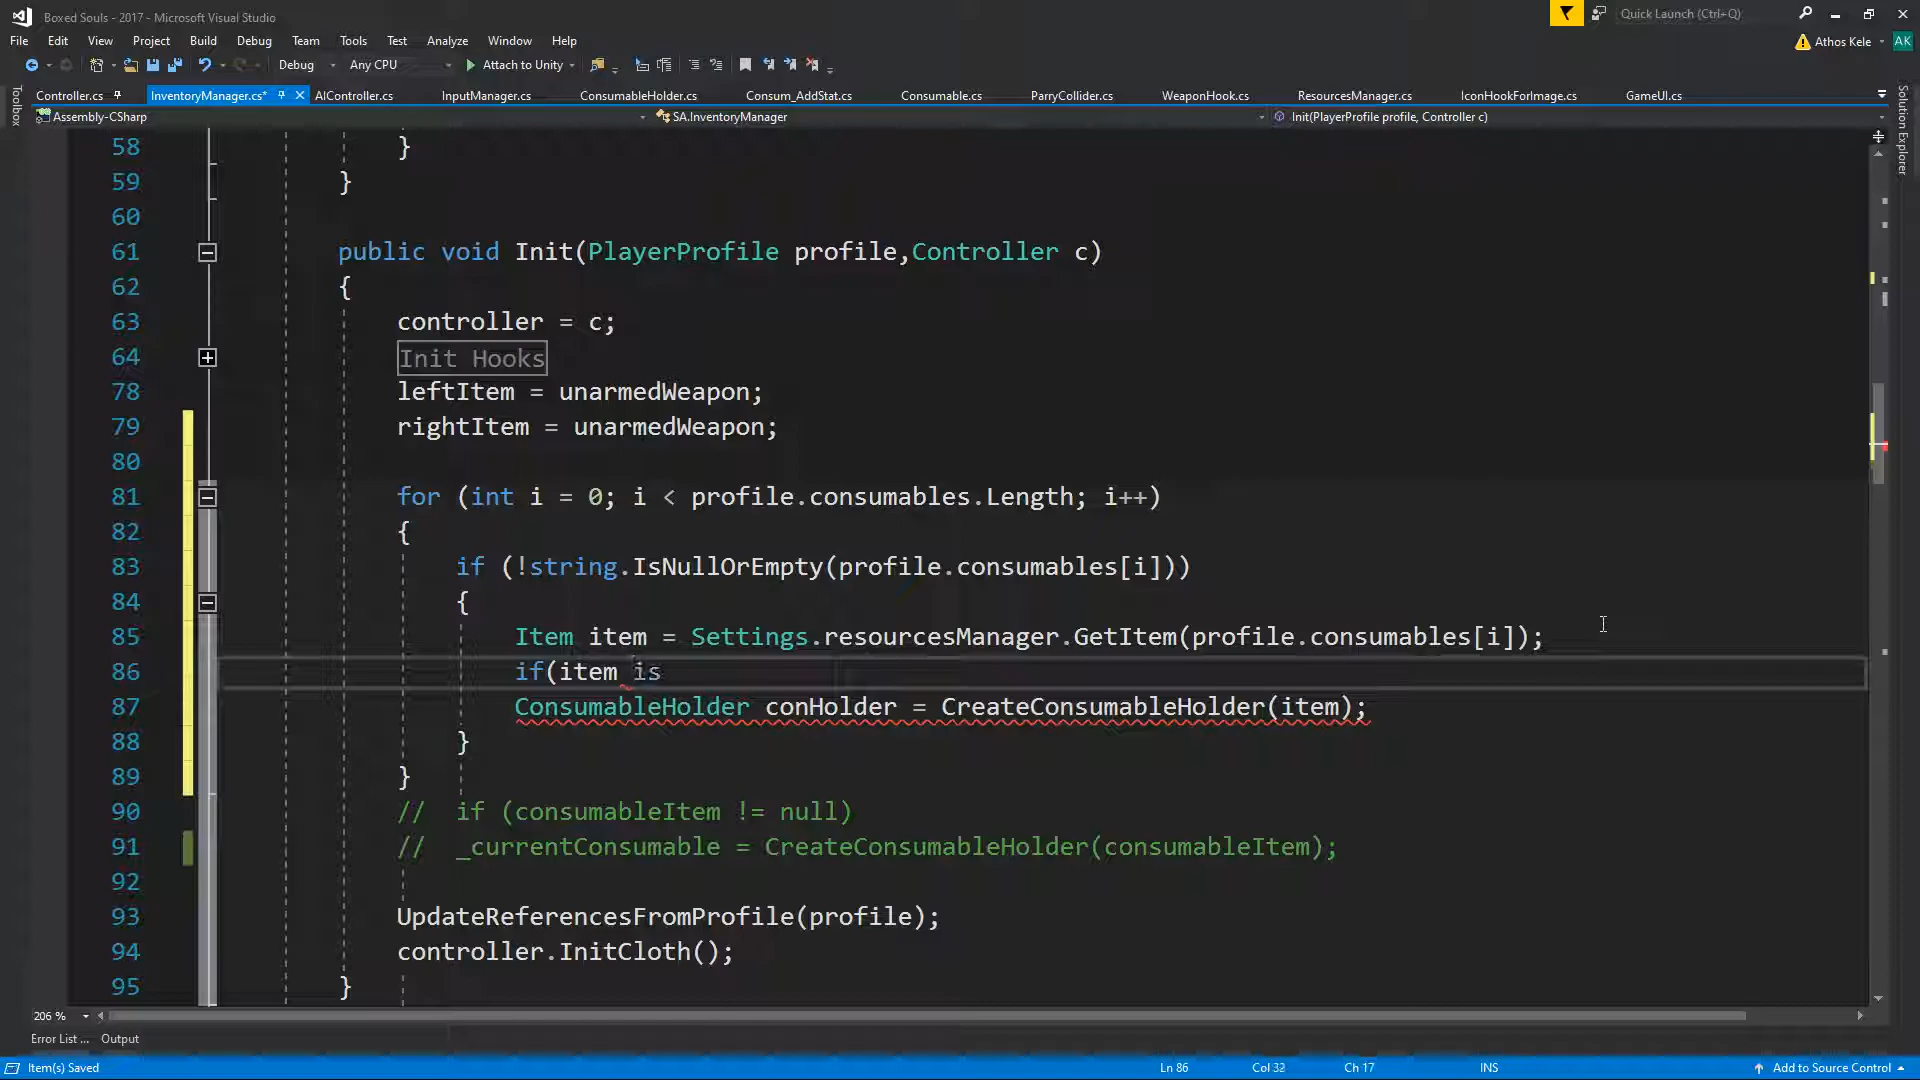 Boxed Souls - 2017 - Microsoft Visual Studio
Quick Launch (Ctrl+Q)
File Edit View Project Build Debug Team Tools Test Analyze Window Help
Athos Kele AK
Debug Any CPU Attach to Unity
Controller.cs InventoryManager.cs* AIController.cs InputManager.cs ConsumableHolder.cs Consum_AddStat.cs Consumable.cs ParryCollider.cs WeaponHook.cs ResourcesManager.cs IconHookForImage.cs GameUI.cs
Toolbox
Solution Explorer
Assembly-CSharp SA.InventoryManager Init(PlayerProfile profile, Controller c)
58 }
59 }
60
61 public void Init(PlayerProfile profile,Controller c)
62 {
63 controller = c;
64 Init Hooks
78 leftItem = unarmedWeapon;
79 rightItem = unarmedWeapon;
80
81 for (int i = 0; i < profile.consumables.Length; i++)
82 {
83 if (!string.IsNullOrEmpty(profile.consumables[i]))
84 {
85 Item item = Settings.resourcesManager.GetItem(profile.consumables[i]);
86 if(item is
87 ConsumableHolder conHolder = CreateConsumableHolder(item);
88 }
89 }
90 // if (consumableItem != null)
91 // _currentConsumable = CreateConsumableHolder(consumableItem);
92
93 UpdateReferencesFromProfile(profile);
94 controller.InitCloth();
95 }
206 %
Error List ... Output
Item(s) Saved Ln 86 Col 32 Ch 17 INS Add to Source Control